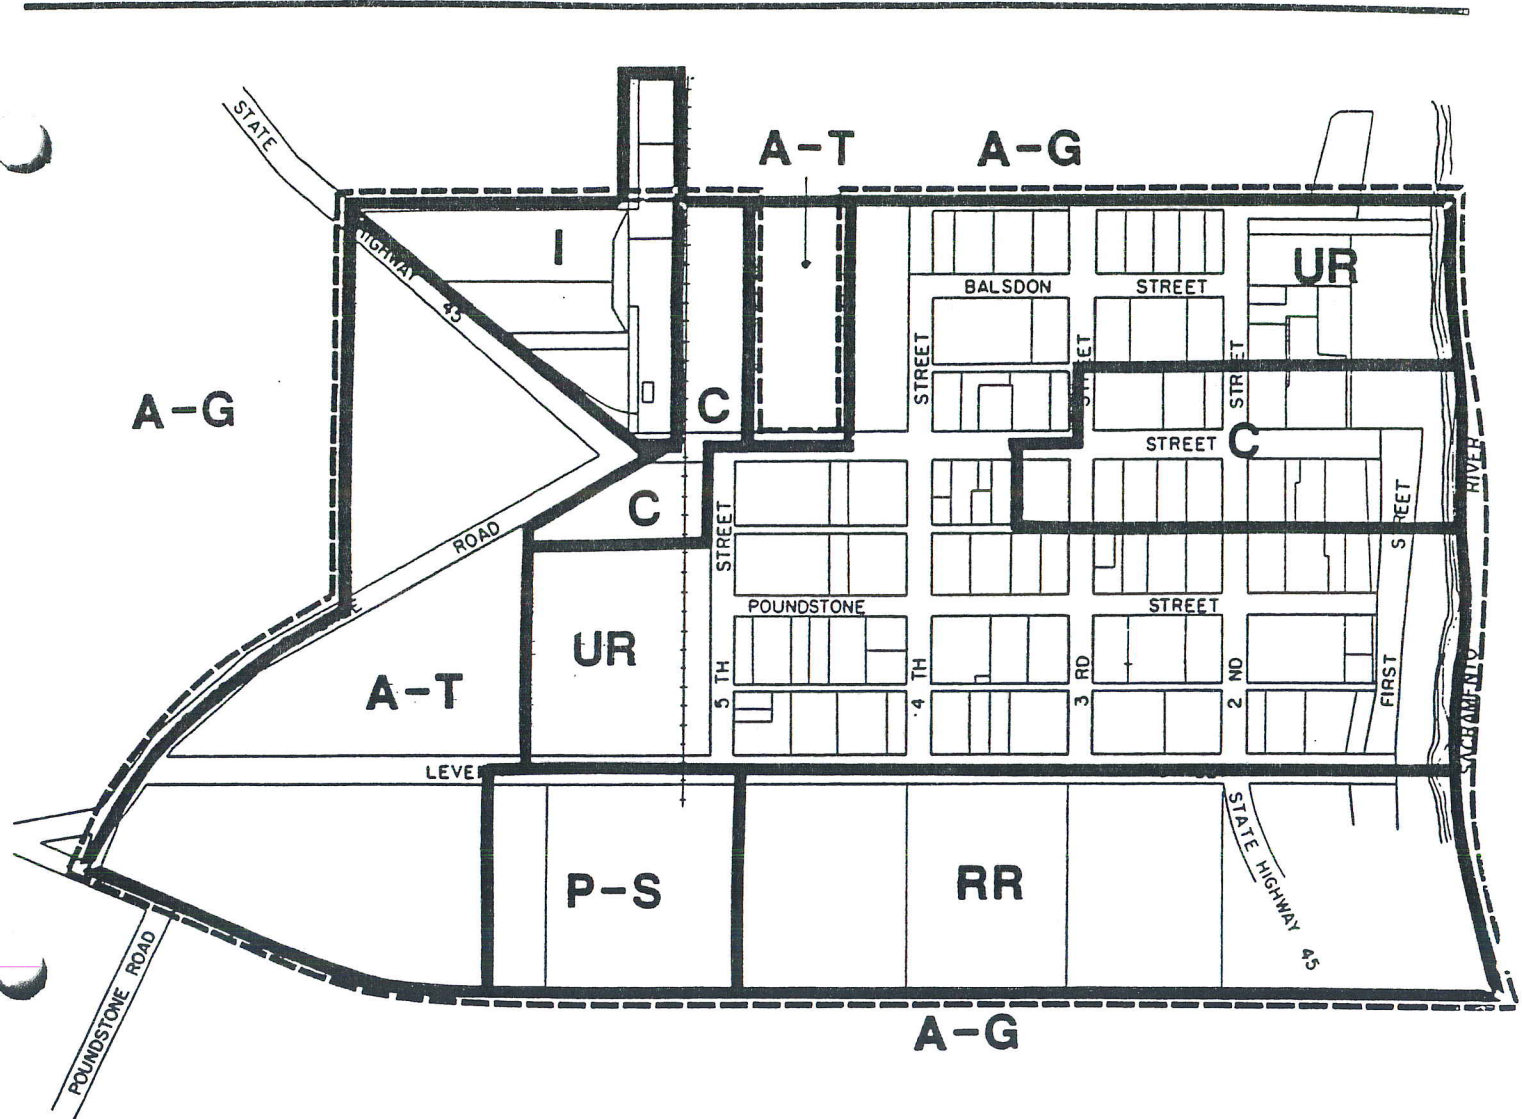 STATE
A-T
A-G
HIGHWAY 45
I
UR
BALSDON STREET
STREET
STREET
A-G
C
STREET C
RIVER
C
ROAD
STREET
STREET
UR
POUNDSTONE STREET
A-T
5 TH
4 TH
3 RD
2 ND
FIRST
SACRAMENTO
LEVE
P-S
RR
STATE HIGHWAY 45
POUNDSTONE ROAD
A-G